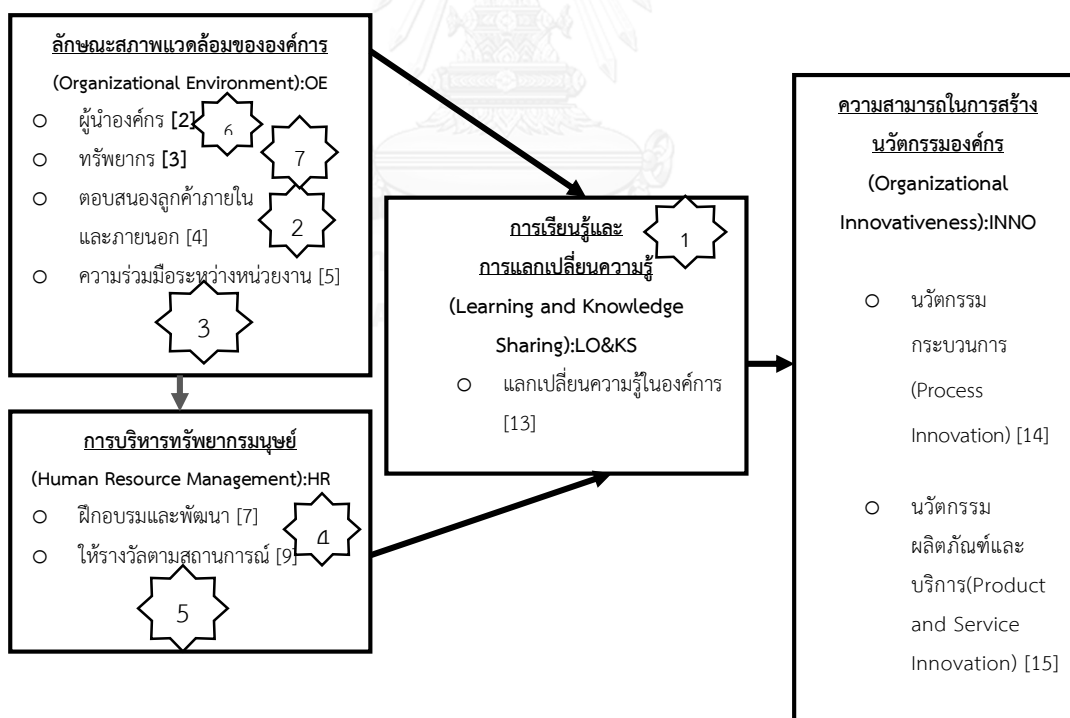 ลักษณะสภาพแวดล้อมขององค์การ
(Organizational Environment):OE
ผู้นำองค์กร [2]
6
ทรัพยากร [3]
7
ตอบสนองลูกค้าภายใน
และภายนอก [4]
2
ความร่วมมือระหว่างหน่วยงาน [5]
3
การบริหารทรัพยากรมนุษย์
(Human Resource Management):HR
ฝึกอบรมและพัฒนา [7]
ให้รางวัลตามสถานการณ์ [9]
5
การเรียนรู้และ
1
การแลกเปลี่ยนความรู้
(Learning and Knowledge
Sharing):LO&KS
แลกเปลี่ยนความรู้ในองค์การ
[13]
ความสามารถในการสร้าง
นวัตกรรมองค์กร
(Organizational
Innovativeness):INNO
นวัตกรรม
กระบวนการ
(Process
Innovation) [14]
นวัตกรรม
ผลิตภัณฑ์และ
บริการ(Product
and Service
Innovation) [15]